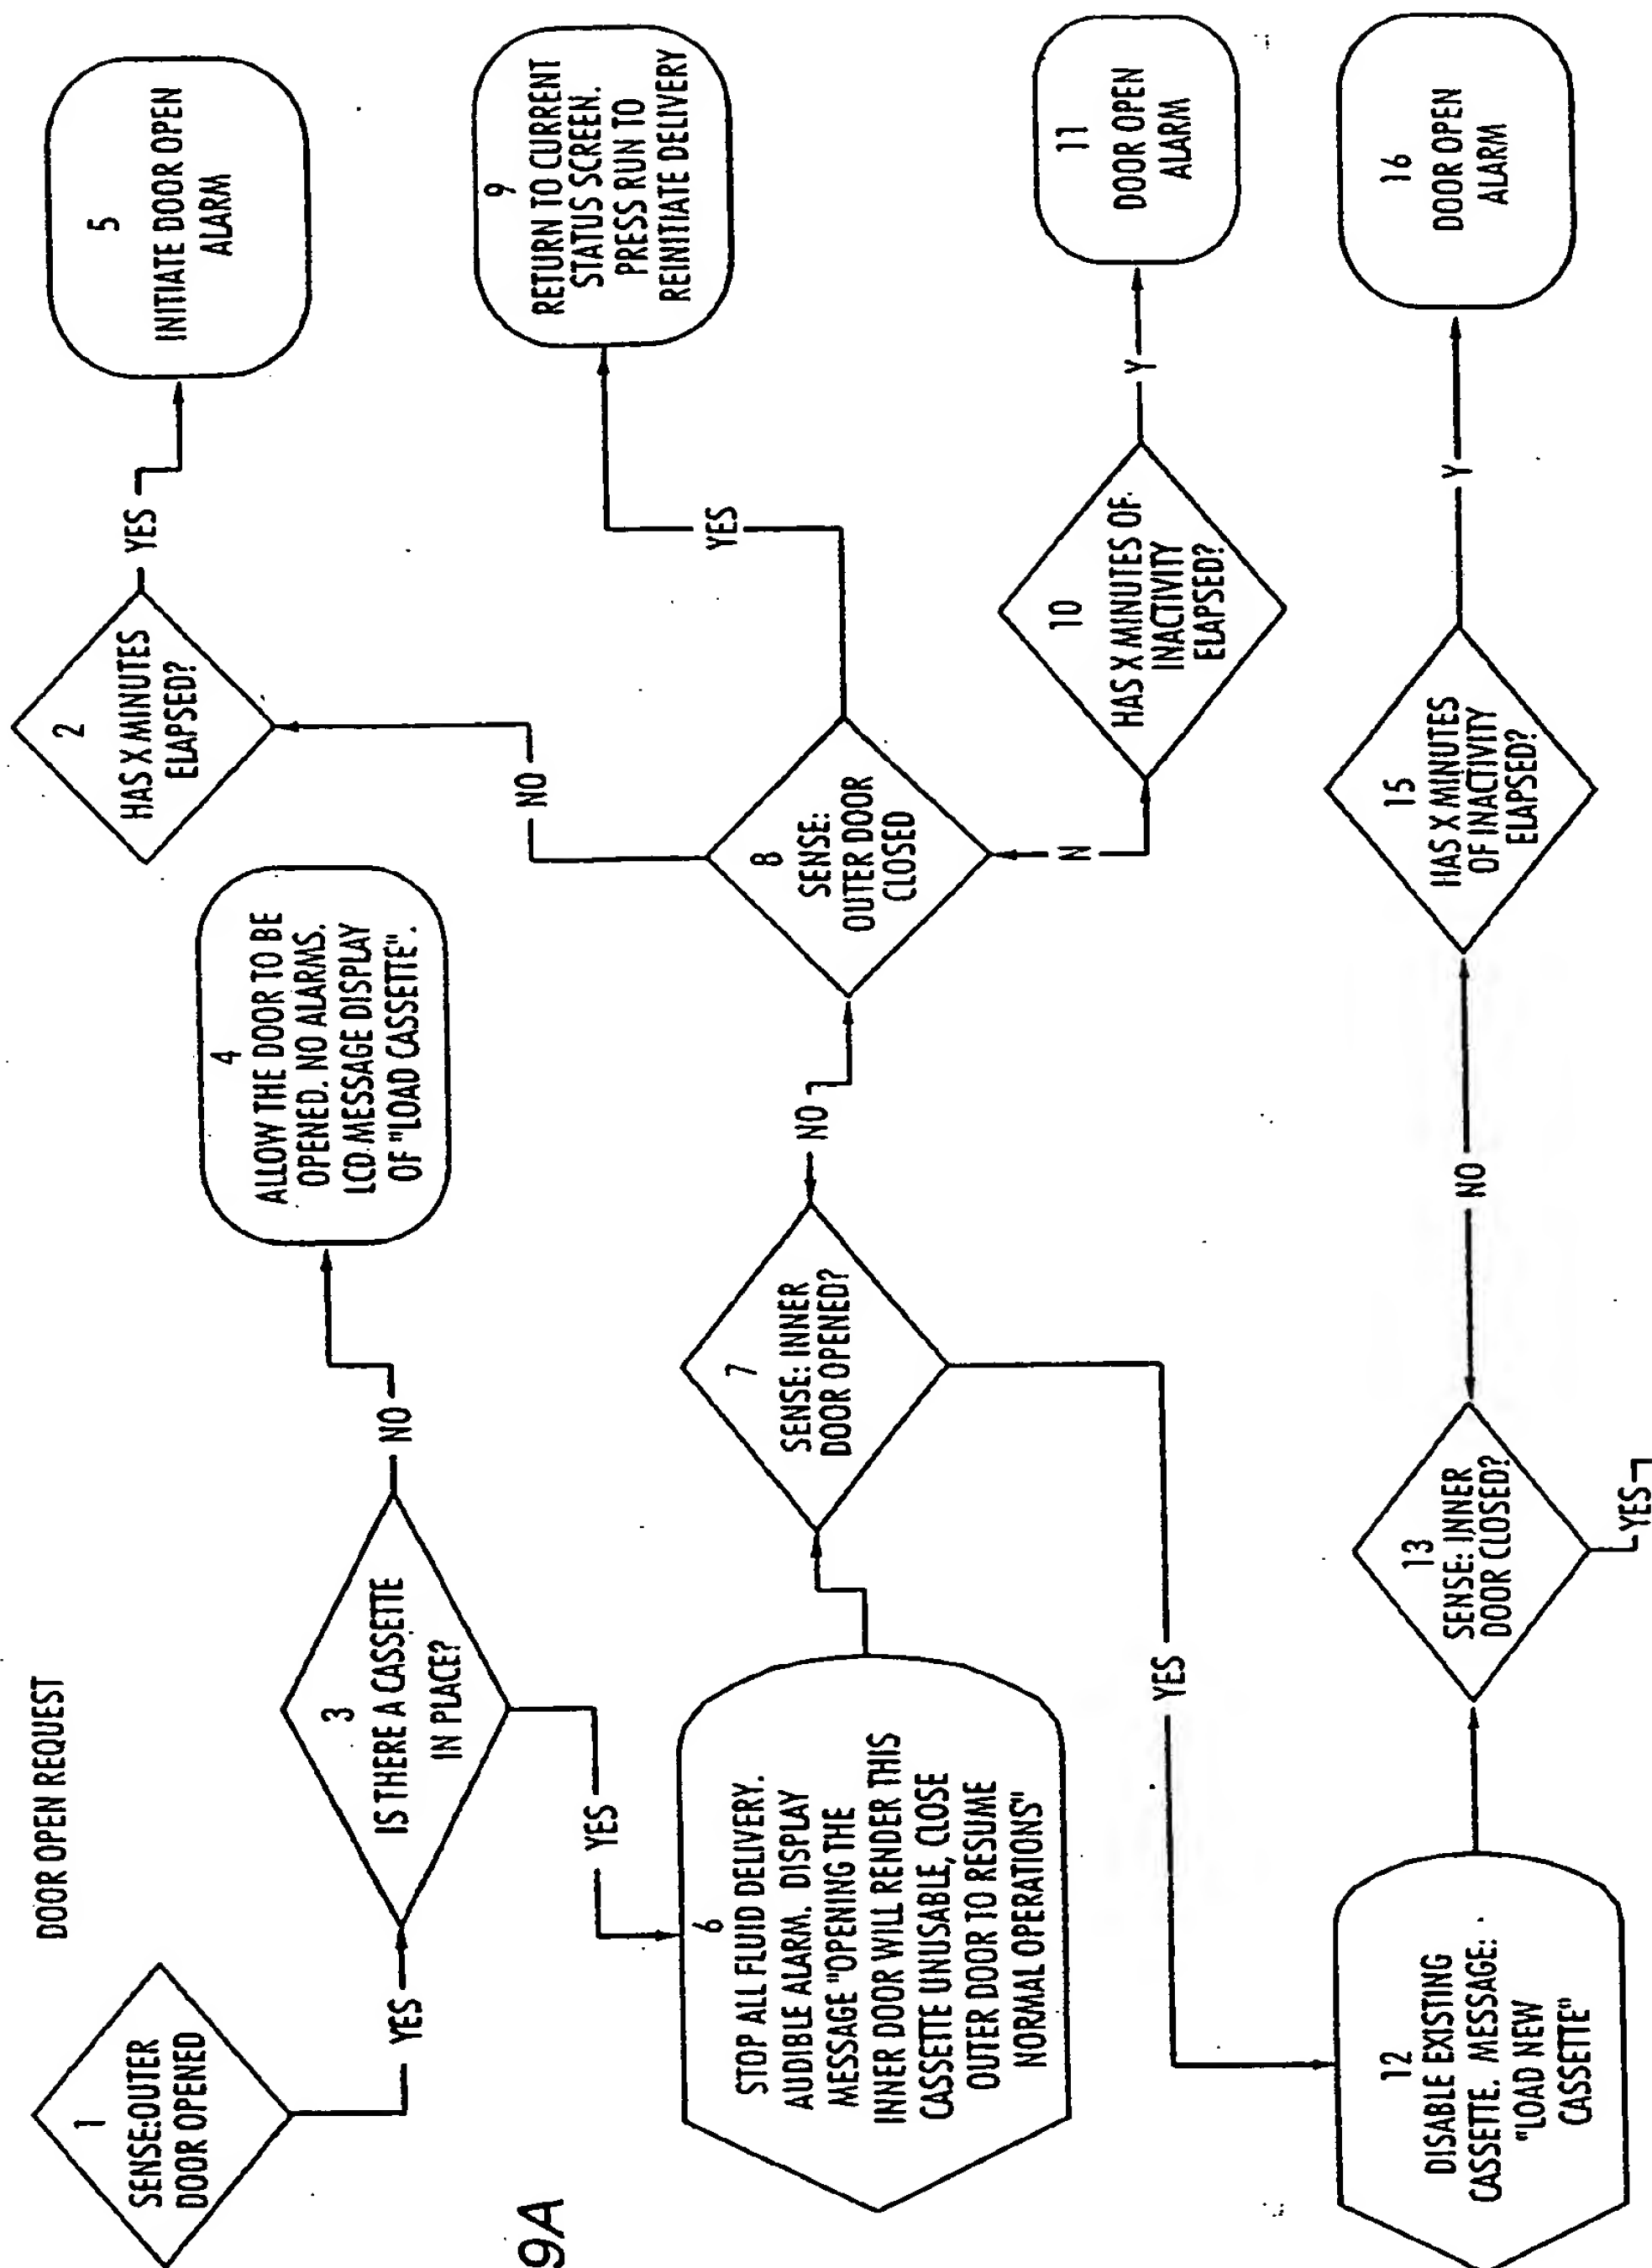 DOOR OPEN REQUEST
1
SENSE:OUTER
DOOR OPENED
YES
3
IS THERE A CASSETTE
IN PLACE?
NO
4
ALLOW THE DOOR TO BE
OPENED. NO ALARMS.
LCD MESSAGE DISPLAY
OF "LOAD CASSETTE".
2
HAS X MINUTES
ELAPSED?
YES
5
INITIATE DOOR OPEN
ALARM
YES
6
STOP ALL FLUID DELIVERY.
AUDIBLE ALARM. DISPLAY
MESSAGE "OPENING THE
INNER DOOR WILL RENDER THIS
CASSETTE UNUSABLE, CLOSE
OUTER DOOR TO RESUME
NORMAL OPERATIONS"
7
SENSE: INNER
DOOR OPENED?
NO
8
SENSE:
OUTER DOOR
CLOSED
NO
YES
9
RETURN TO CURRENT
STATUS SCREEN.
PRESS RUN TO
REINITIATE DELIVERY
N
10
HAS X MINUTES OF
INACTIVITY
ELAPSED?
Y
11
DOOR OPEN
ALARM
YES
12
DISABLE EXISTING
CASSETTE. MESSAGE:
"LOAD NEW
CASSETTE"
13
SENSE: INNER
DOOR CLOSED?
YES
NO
15
HAS X MINUTES
OF INACTIVITY
ELAPSED?
Y
16
DOOR OPEN
ALARM
9A